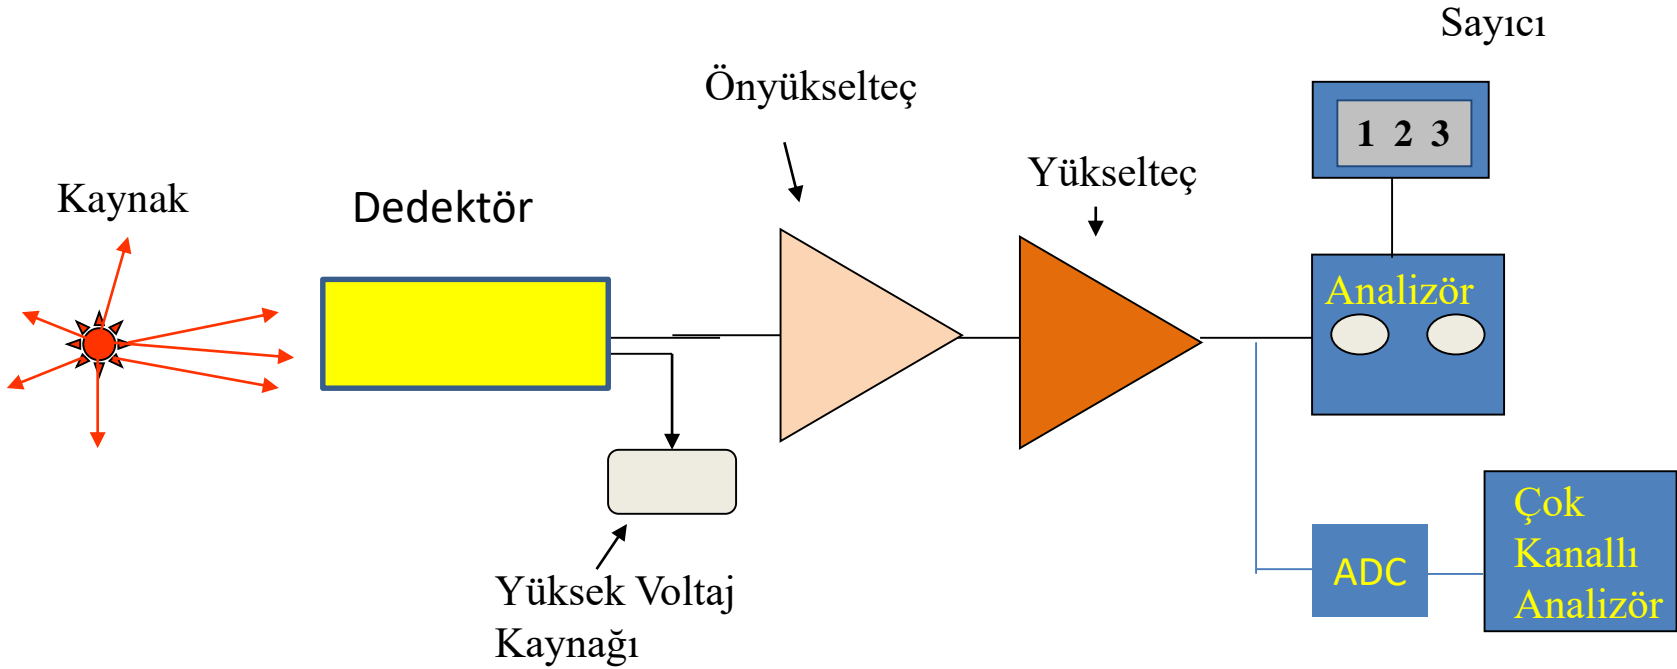 Sayıcı
Önyükselteç
1 2 3
Yükselteç
Kaynak
Dedektör
Analizör
Çok
Kanallı
Analizör
ADC
Yüksek Voltaj
Kaynağı